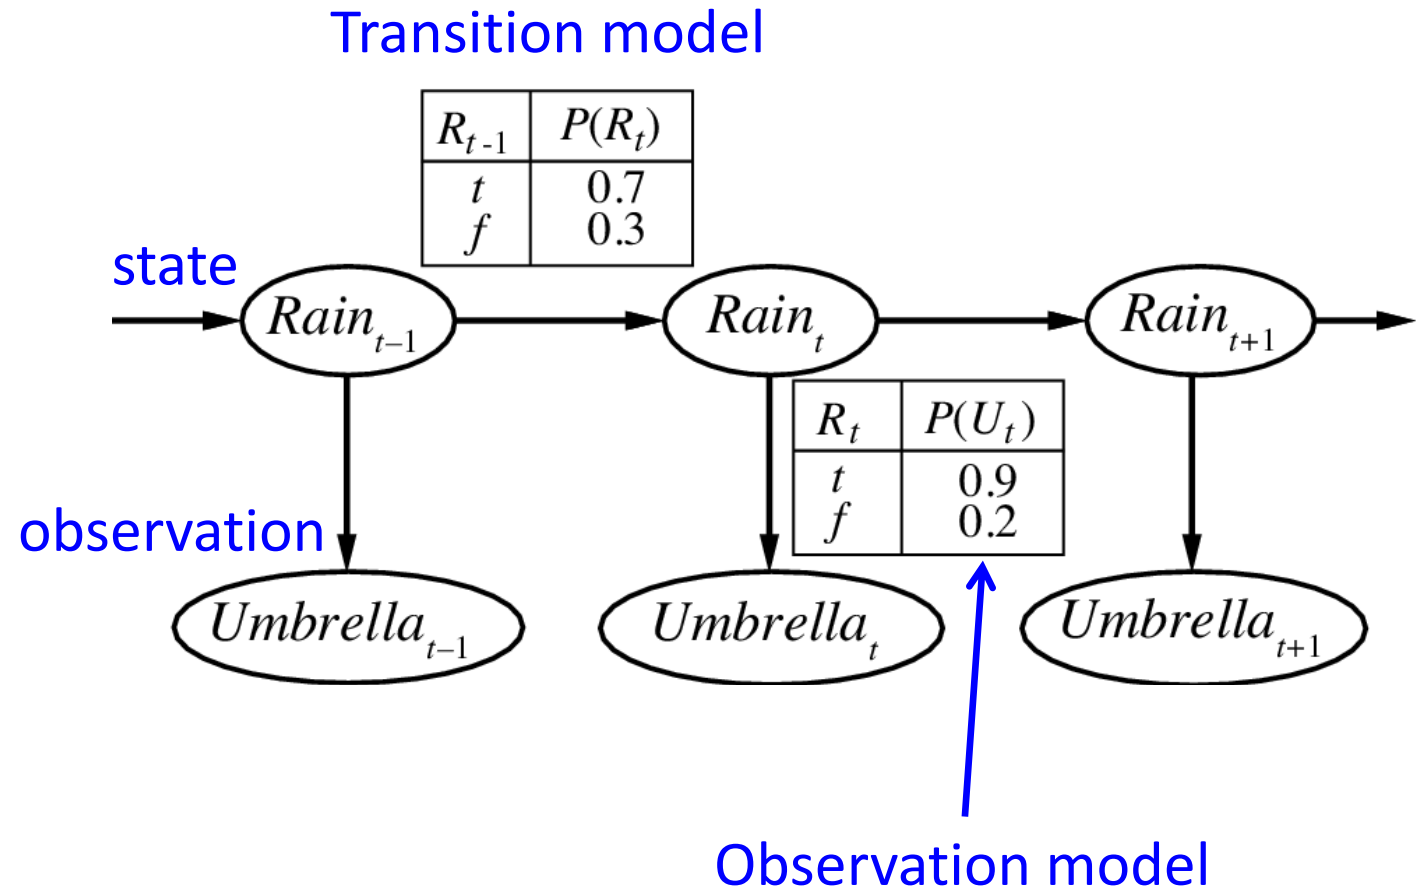 Transition model
R_{t-1} P(R_t)
t 0.7
f 0.3
state
Rain_{t–1} Rain_t Rain_{t+1}
R_t P(U_t)
t 0.9
f 0.2
observation
Umbrella_{t–1} Umbrella_t Umbrella_{t+1}
Observation model